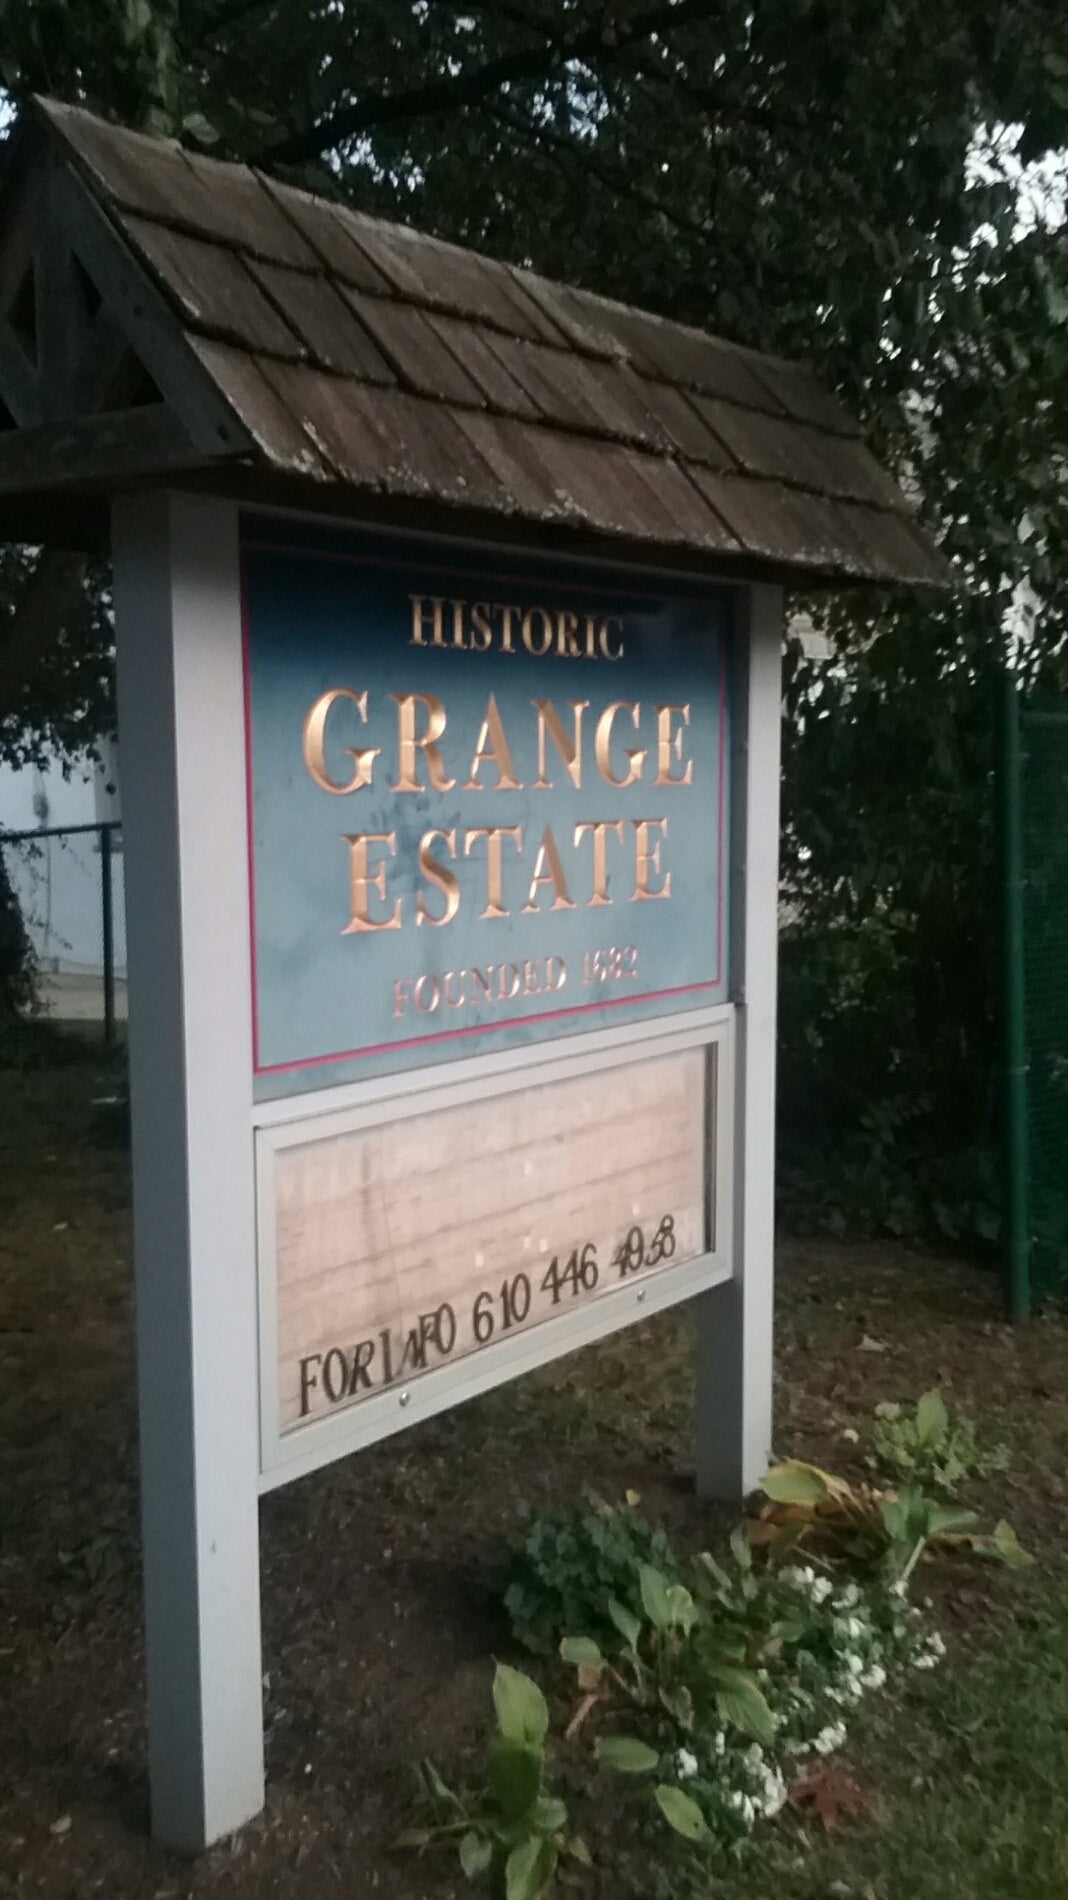 HISTORIC
GRANGE
ESTATE
FOUNDED 1682
FOR INFO 610 446 4958